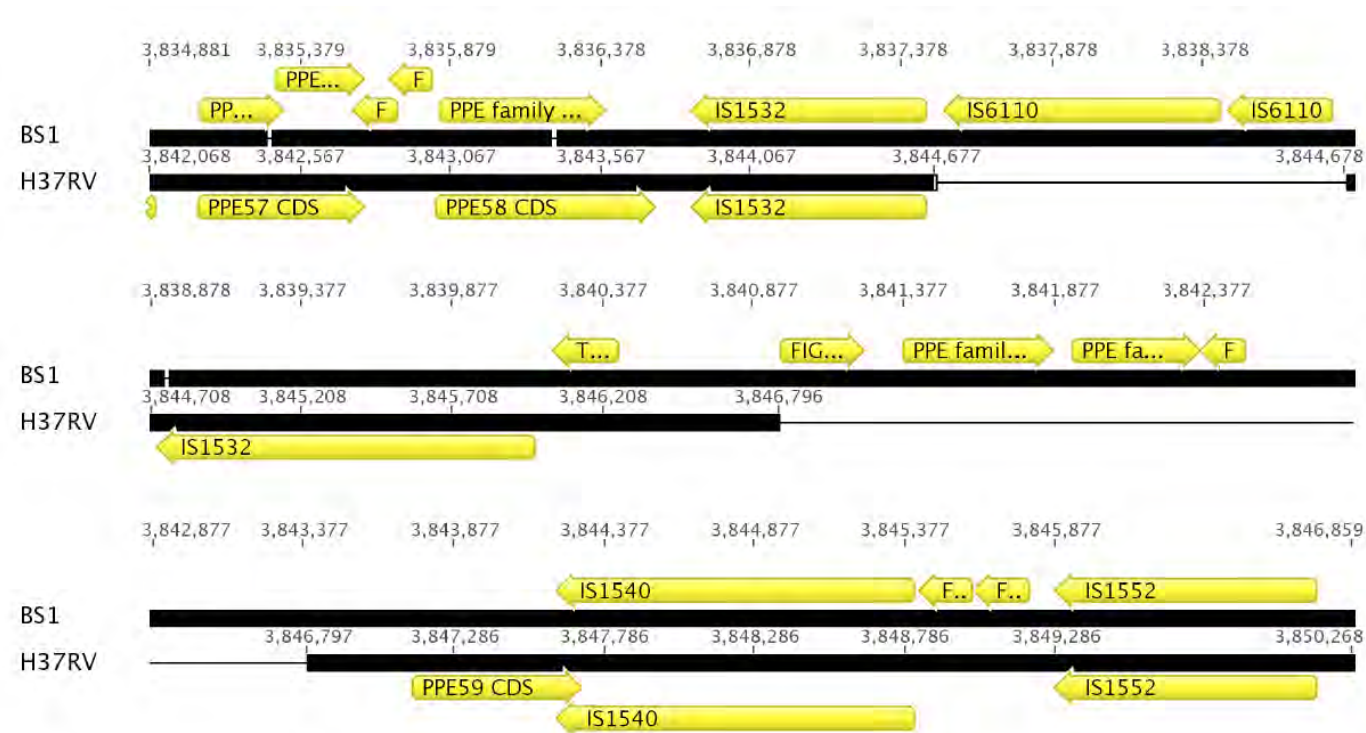 3,834,881 3,835,379 3,835,879 3,836,378 3,836,878 3,837,378 3,837,878 3,838,378
PPE... F
PP... F PPE family ... IS1532 IS6110 IS6110
BS1
3,842,068 3,842,567 3,843,067 3,843,567 3,844,067 3,844,677 3,844,678
H37RV
PPE57 CDS PPE58 CDS IS1532
3,838,878 3,839,377 3,839,877 3,840,377 3,840,877 3,841,377 3,841,877 3,842,377
T... FIG... PPE famil... PPE fa... F
BS1
3,844,708 3,845,208 3,845,708 3,846,208 3,846,796
H37RV
IS1532
3,842,877 3,843,377 3,843,877 3,844,377 3,844,877 3,845,377 3,845,877 3,846,859
IS1540 F.. F.. IS1552
BS1
3,846,797 3,847,286 3,847,786 3,848,286 3,848,786 3,849,286 3,850,268
H37RV
PPE59 CDS IS1552
IS1540